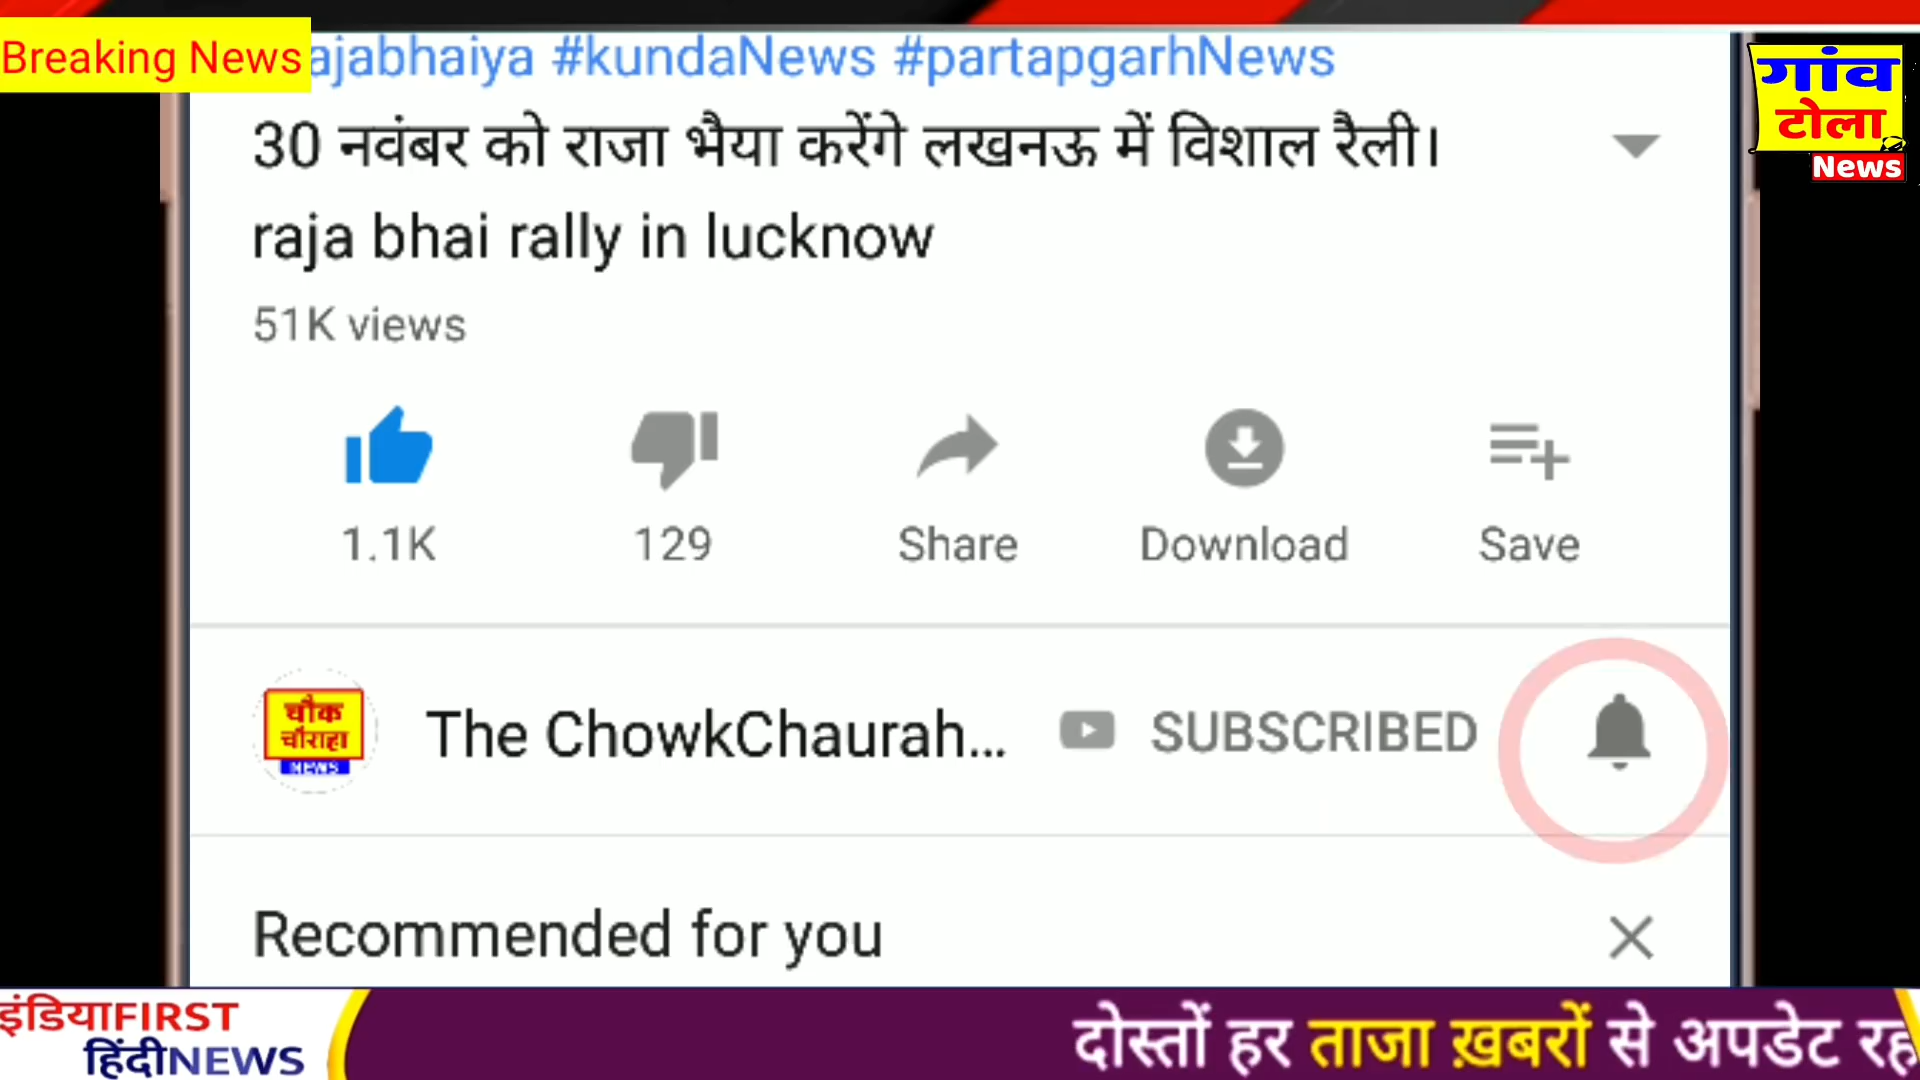 Breaking News
ajabhaiya #kundaNews #partapgarhNews
गांव
टोला
News
30 नवंबर को राजा भैया करेंगे लखनऊ में विशाल रैली।
raja bhai rally in lucknow
51K views
1.1K 129 Share Download Save
चौक
चौराहा
NEWS
The ChowkChaurah... SUBSCRIBED
Recommended for you
इंडियाFIRST
हिंदीNEWS
दोस्तों हर ताजा ख़बरों से अपडेट रह